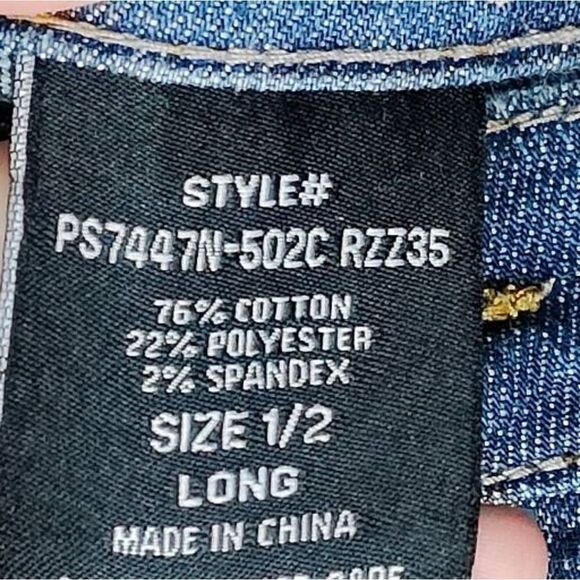 STYLE#
PS7447N-502C RZZ35
76% COTTON
22% POLYESTER
2% SPANDEX
SIZE 1/2
LONG
MADE IN CHINA